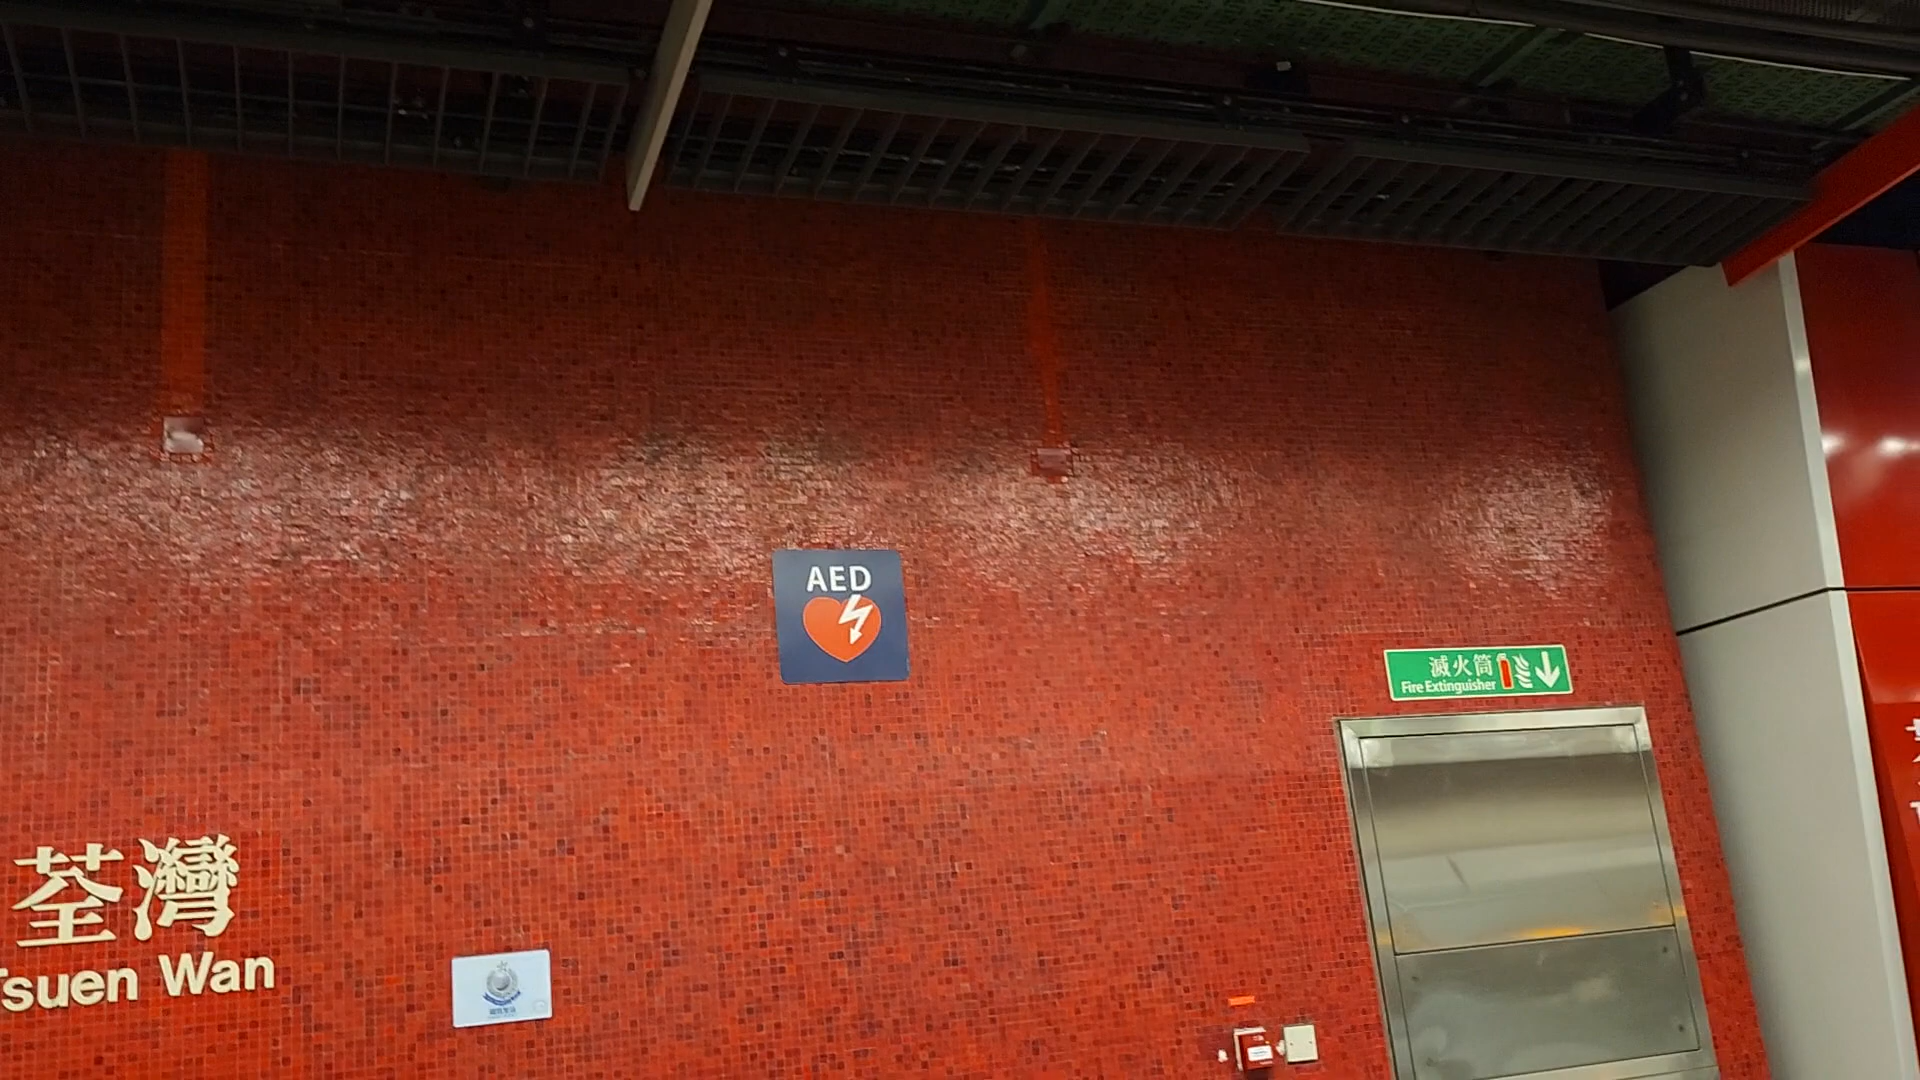 AED
滅火筒
Fire Extinguisher
荃灣
Tsuen Wan